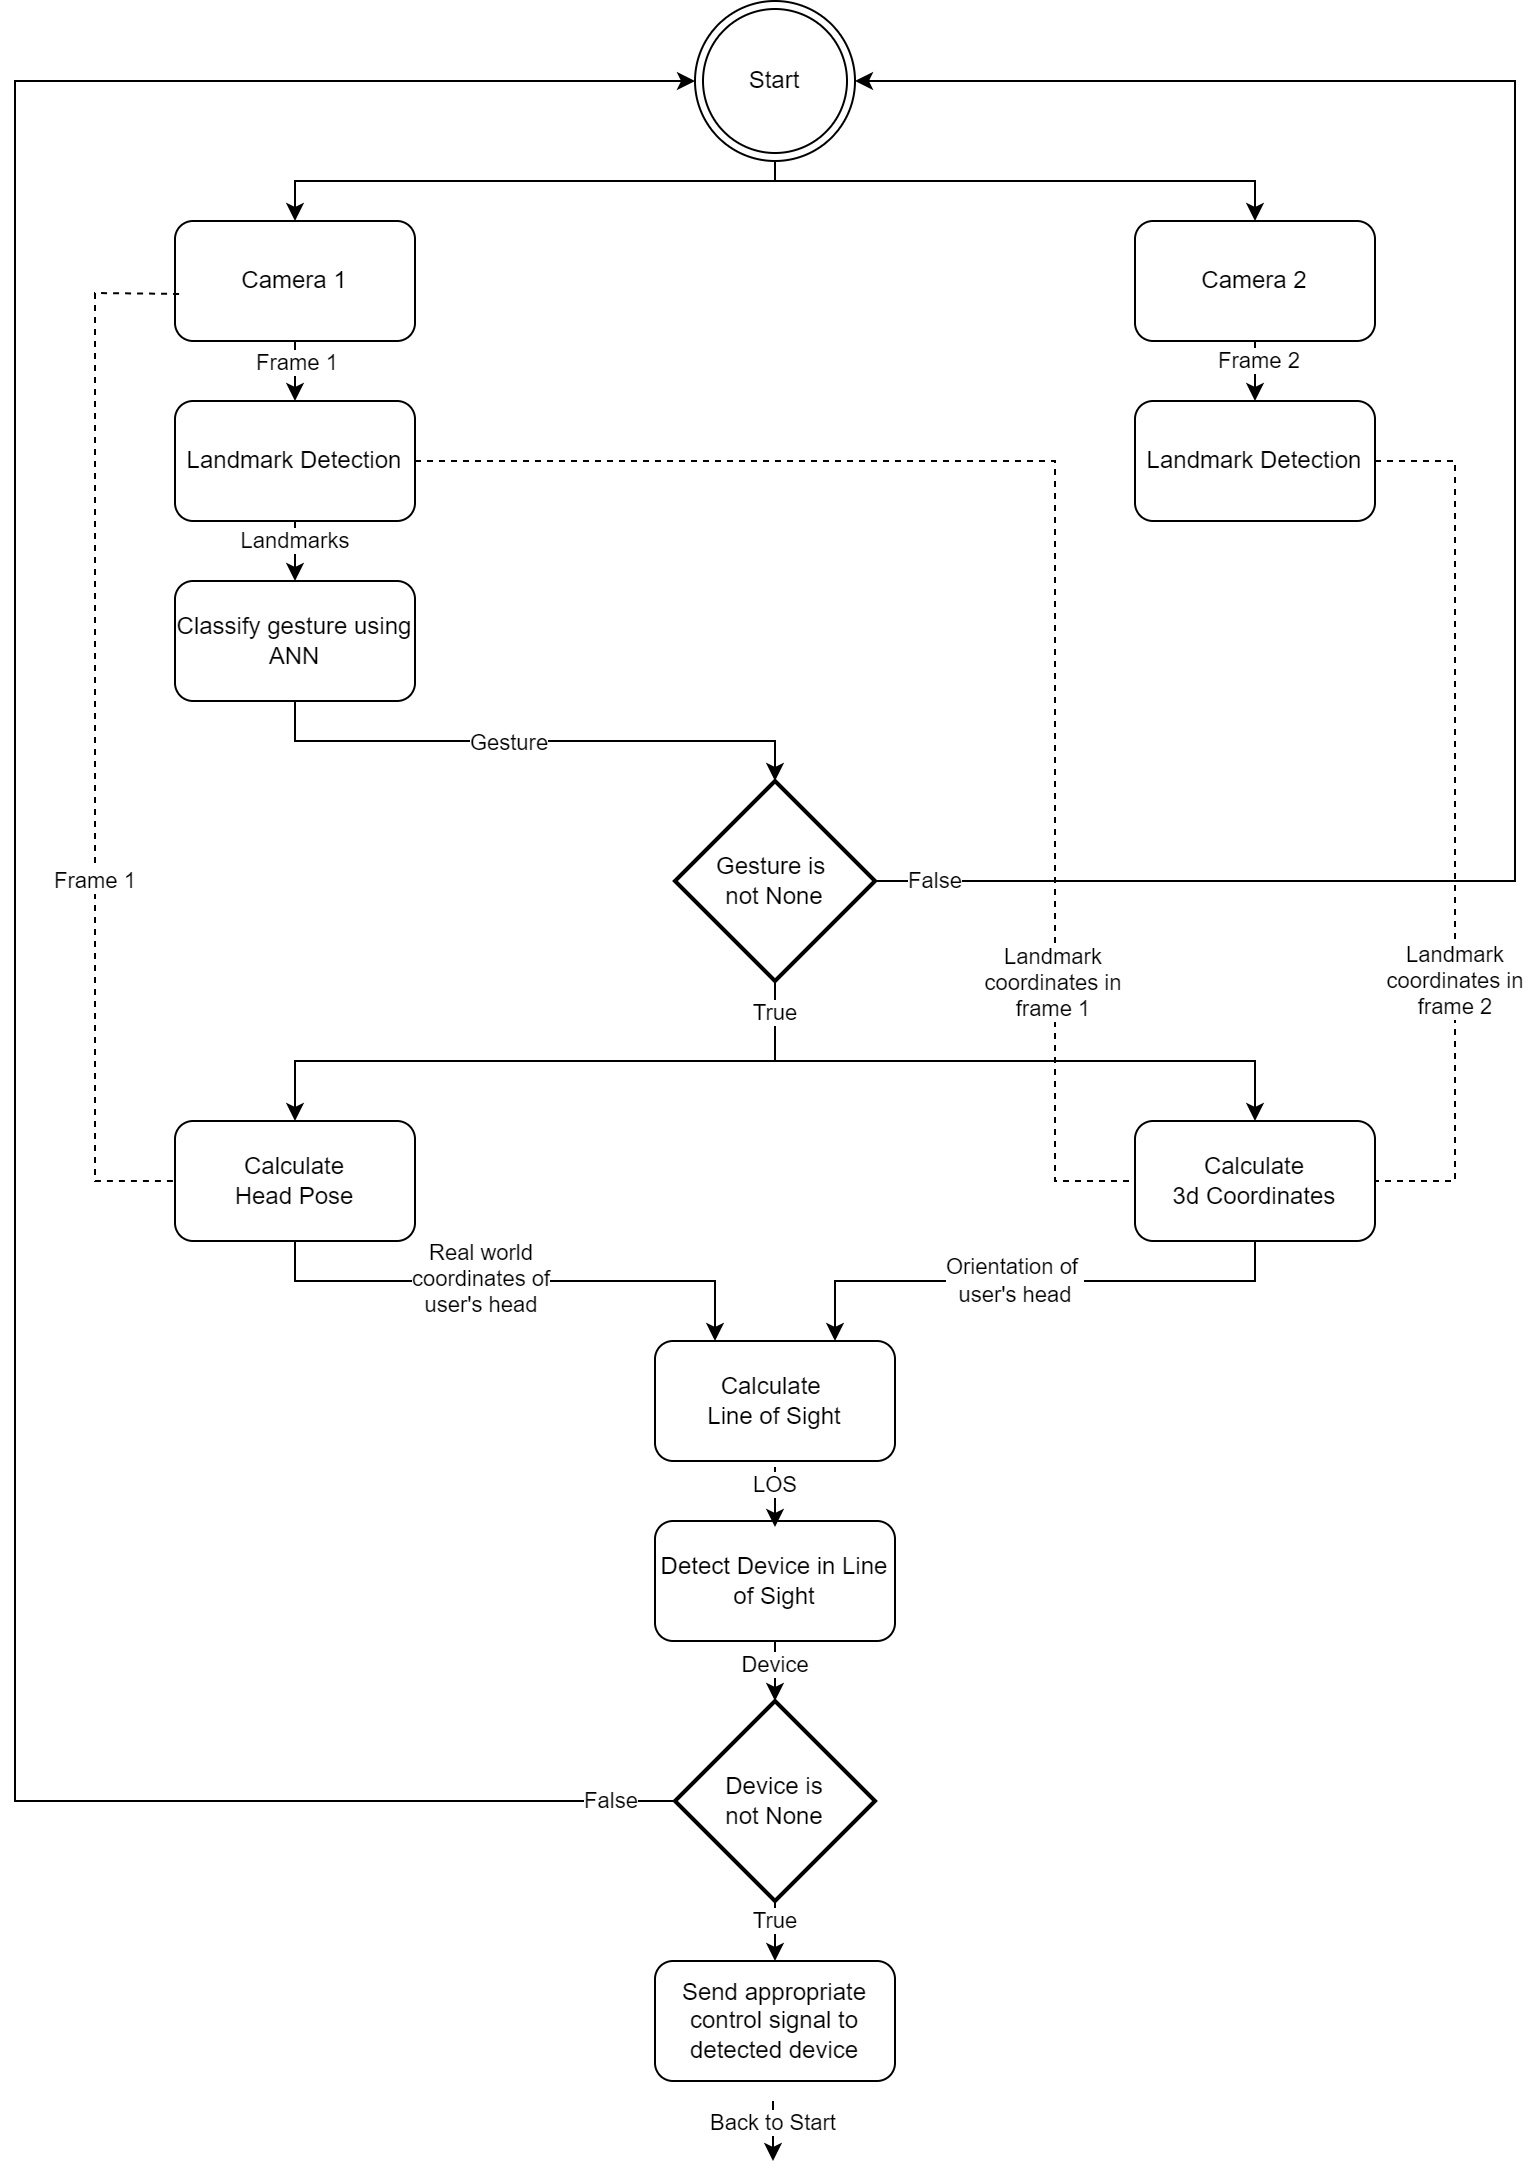 Start
Camera 1
Camera 2
Frame 1
Frame 2
Landmark Detection
Landmark Detection
Landmarks
Classify gesture using
ANN
Gesture
Gesture is
not None
False
Frame 1
True
Landmark
coordinates in
frame 1
Landmark
coordinates in
frame 2
Calculate
Head Pose
Calculate
3d Coordinates
Real world
coordinates of
user's head
Orientation of
user's head
Calculate
Line of Sight
LOS
Detect Device in Line
of Sight
Device
Device is
not None
False
True
Send appropriate
control signal to
detected device
Back to Start